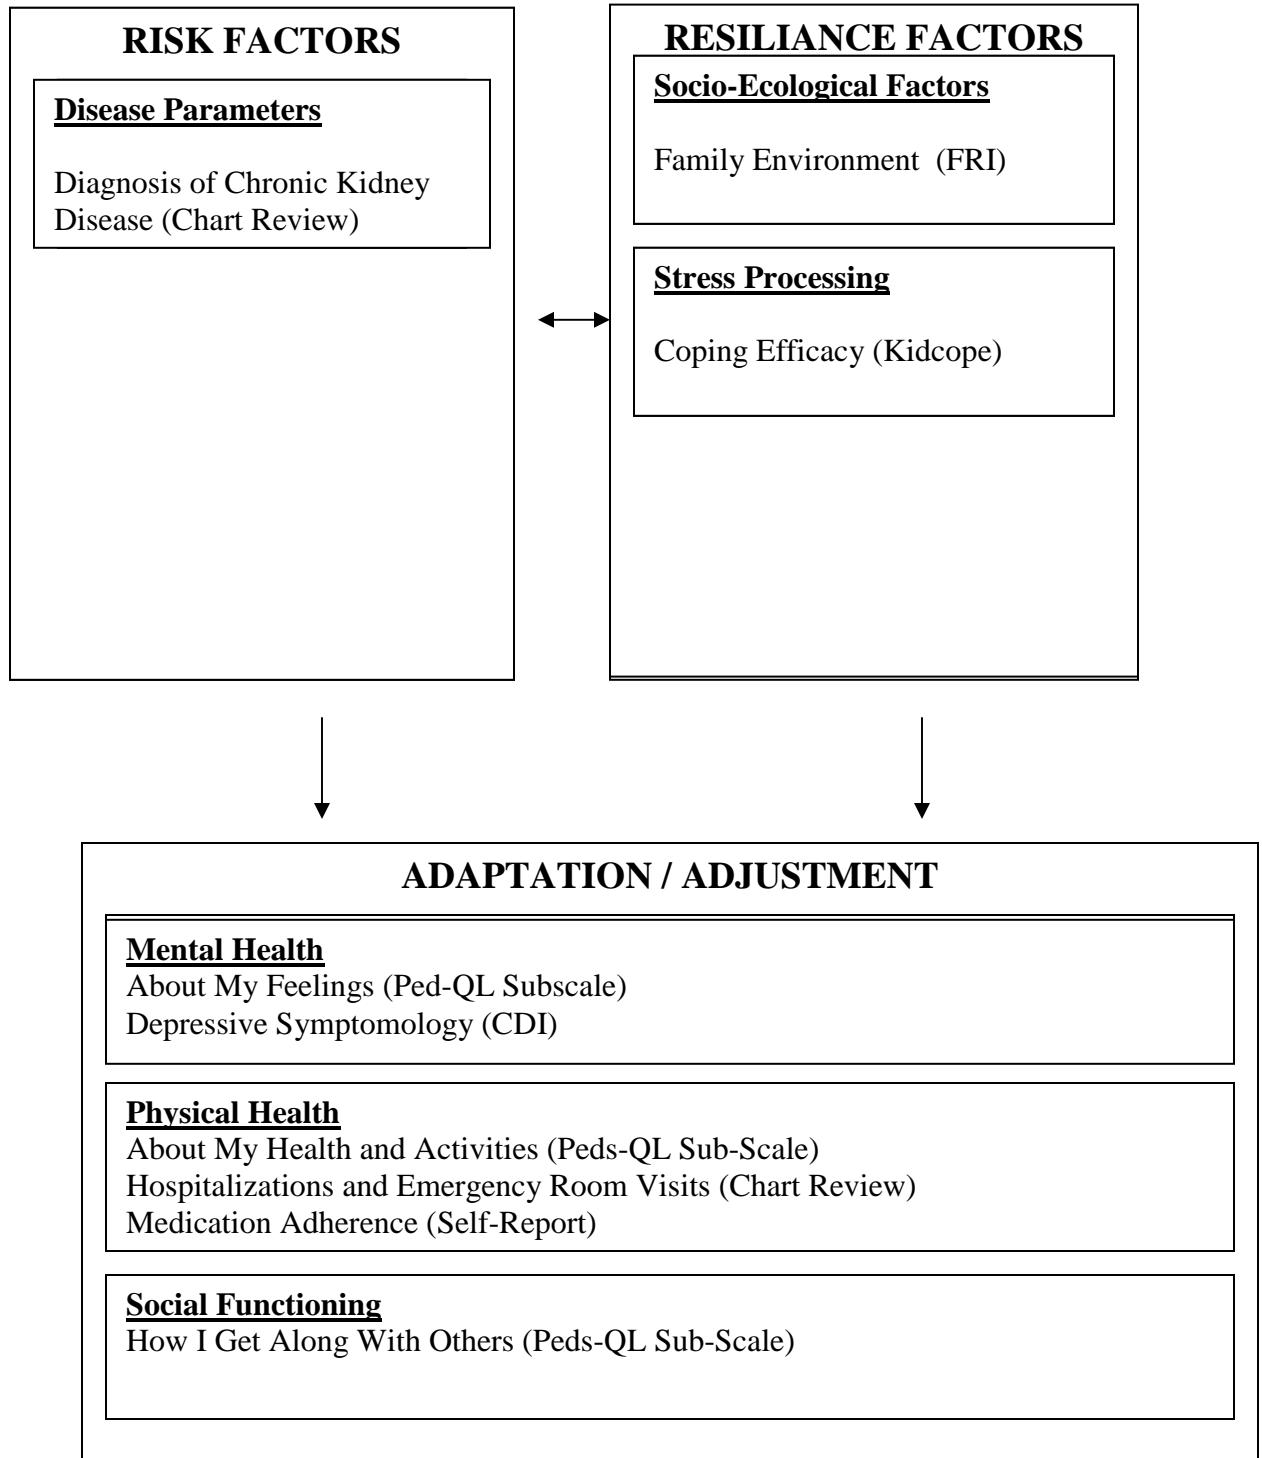 RISK FACTORS
Disease Parameters
Diagnosis of Chronic Kidney
Disease (Chart Review)
RESILIANCE FACTORS
Socio-Ecological Factors
Family Environment  (FRI)
Stress Processing
Coping Efficacy (Kidcope)
ADAPTATION / ADJUSTMENT
Mental Health
About My Feelings (Ped-QL Subscale)
Depressive Symptomology (CDI)
Physical Health
About My Health and Activities (Peds-QL Sub-Scale)
Hospitalizations and Emergency Room Visits (Chart Review)
Medication Adherence (Self-Report)
Social Functioning
How I Get Along With Others (Peds-QL Sub-Scale)